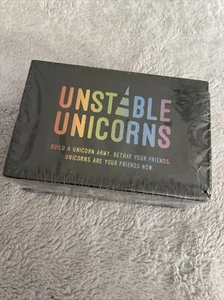 UNSTABLE
UNICORNS
BUILD A UNICORN ARMY. BETRAY YOUR FRIENDS.
UNICORNS ARE YOUR FRIENDS NOW.